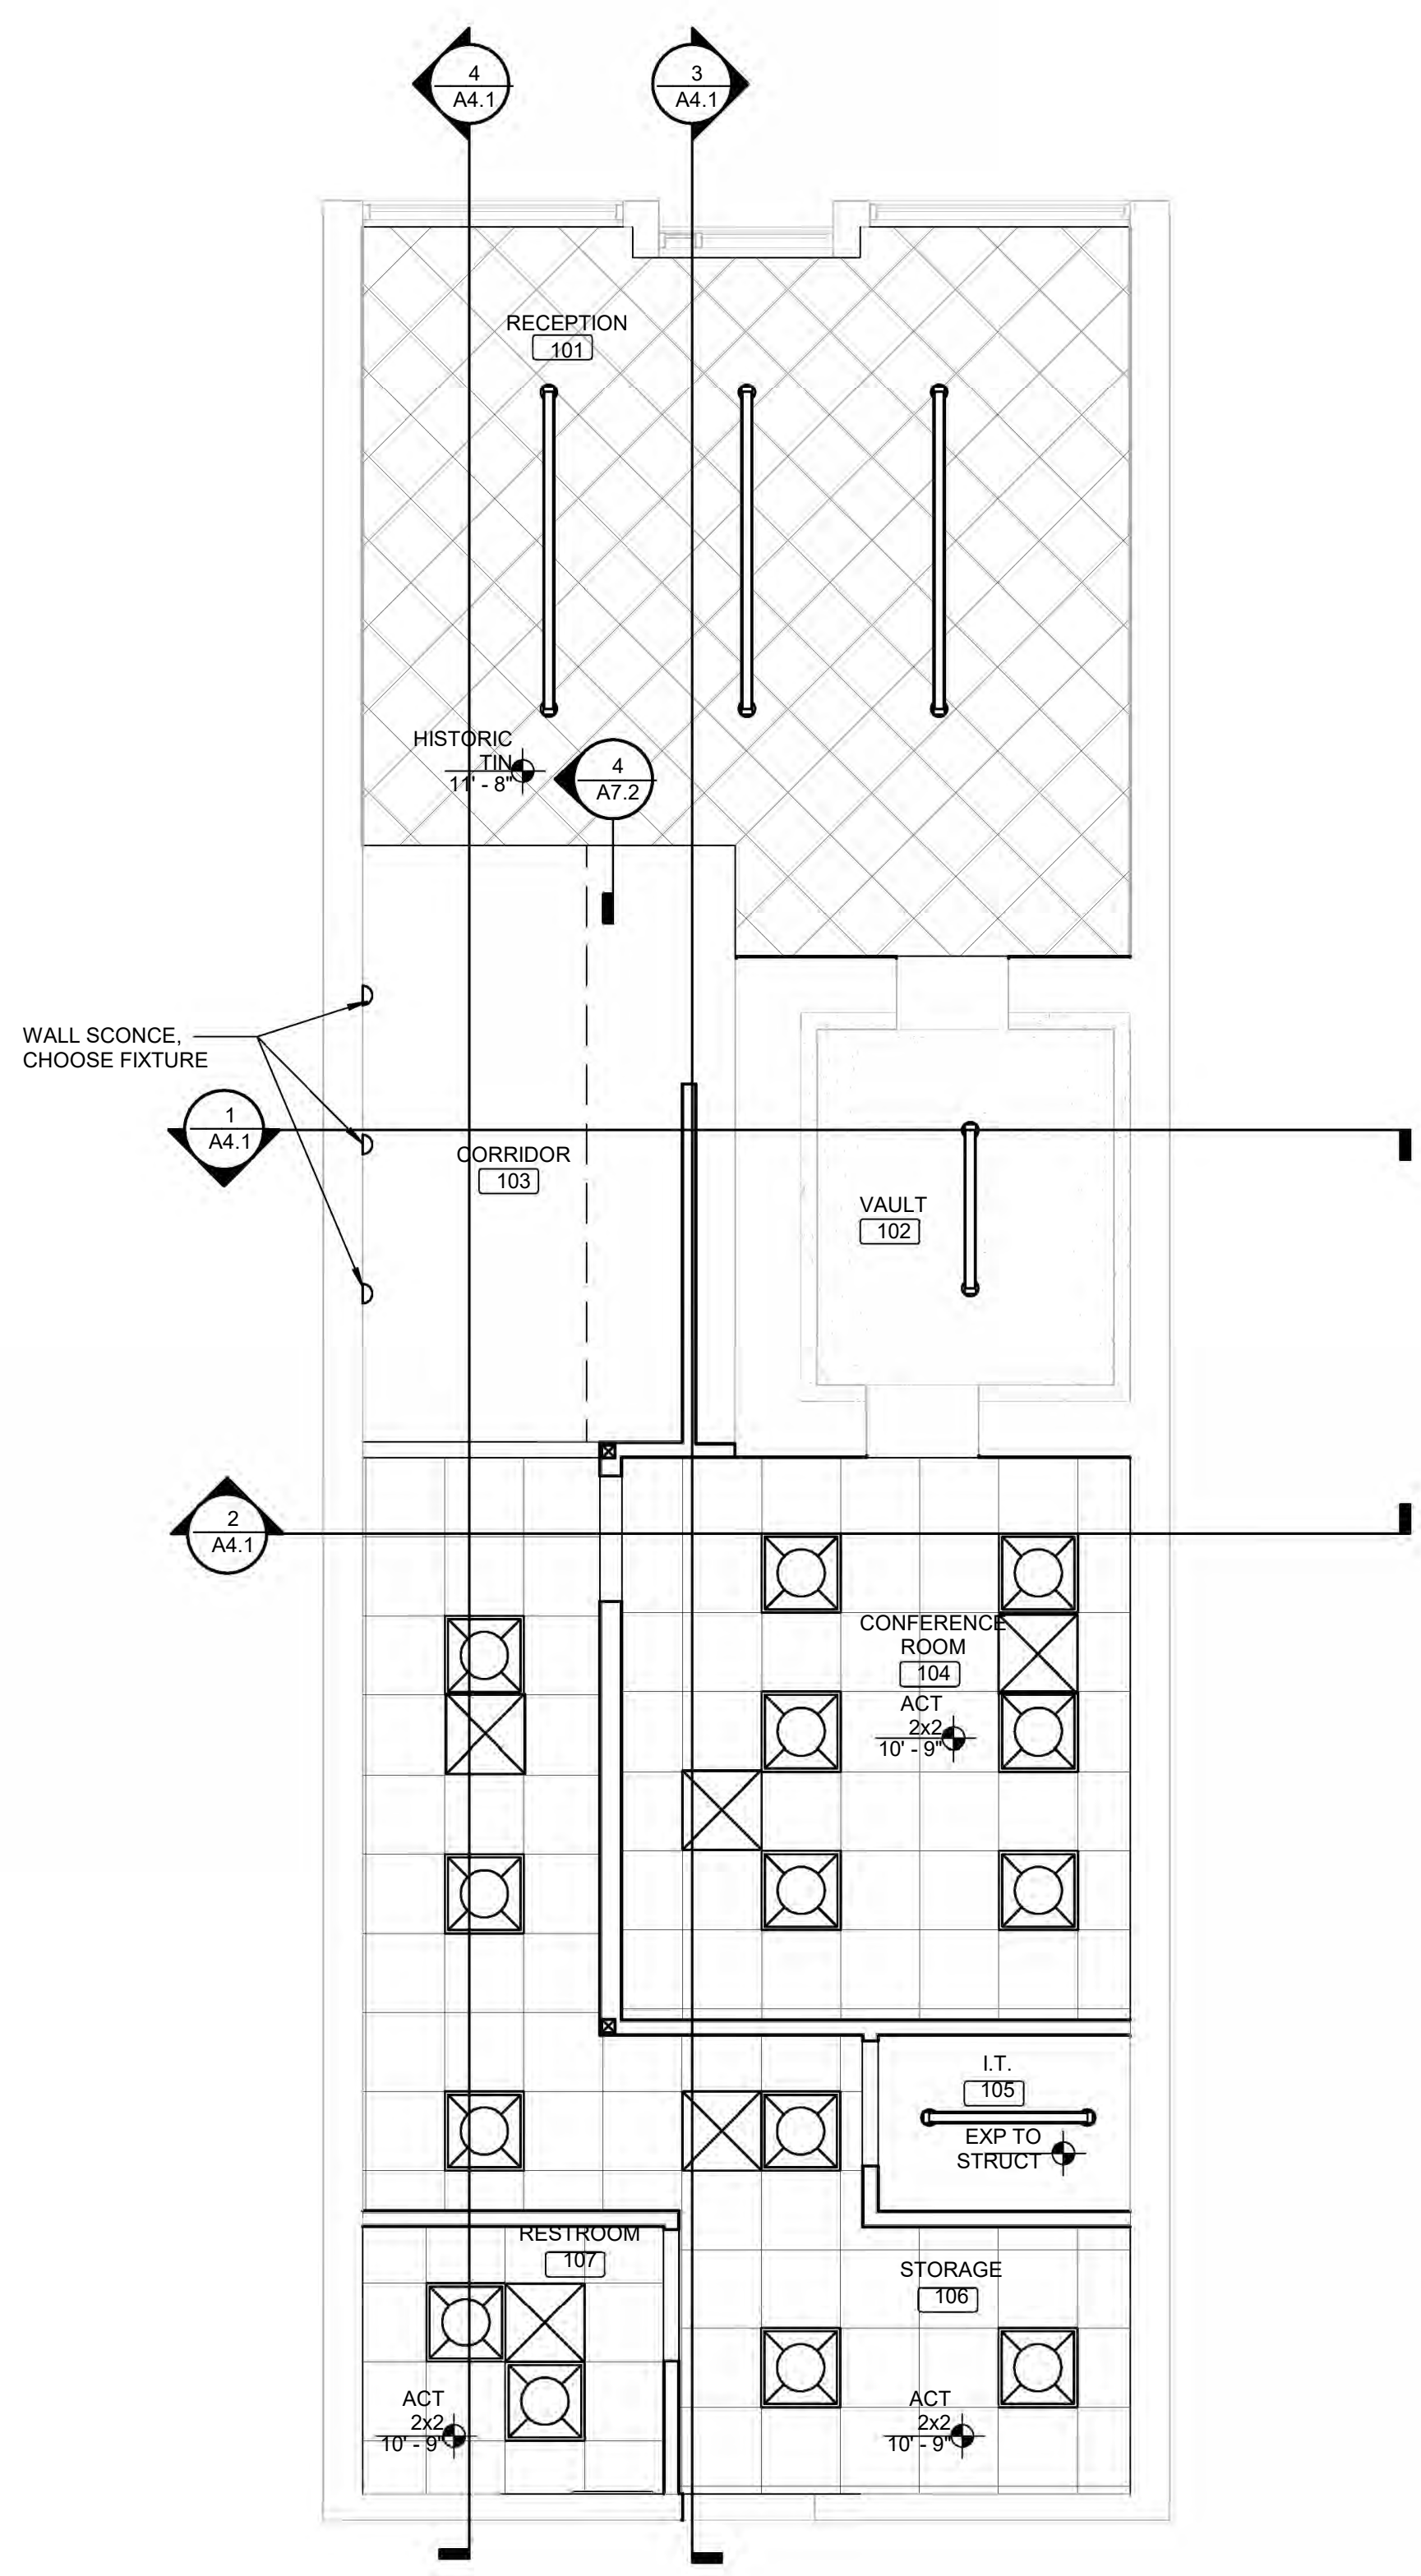 4
A4.1
3
A4.1
RECEPTION
101
HISTORIC
TIN
11' - 8"
4
A7.2
WALL SCONCE,
CHOOSE FIXTURE
1
A4.1
CORRIDOR
103
VAULT
102
2
A4.1
CONFERENCE
ROOM
104
ACT
2x2
10' - 9"
I.T.
105
EXP TO
STRUCT
RESTROOM
107
STORAGE
106
ACT
2x2
10' - 9"
ACT
2x2
10' - 9"